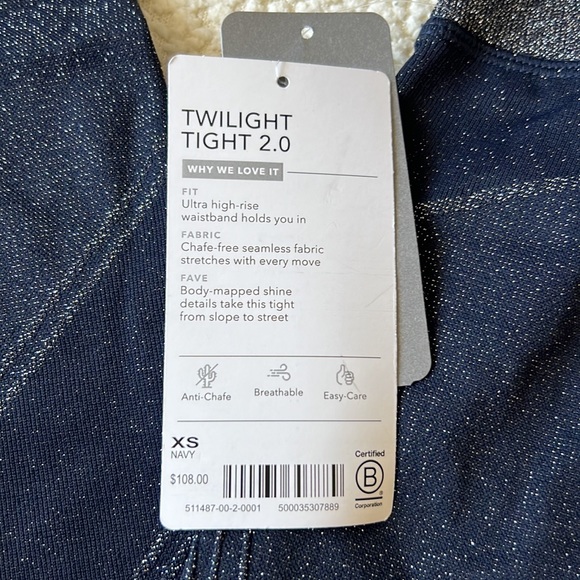 TWILIGHT
TIGHT 2.0
WHY WE LOVE IT
FIT
Ultra high-rise
waistband holds you in
FABRIC
Chafe-free seamless fabric
stretches with every move
FAVE
Body-mapped shine
details take this tight
from slope to street
Anti-Chafe Breathable Easy-Care
XS
NAVY
$108.00
511487-00-2-0001 500035307889
Certified
B
®
Corporation